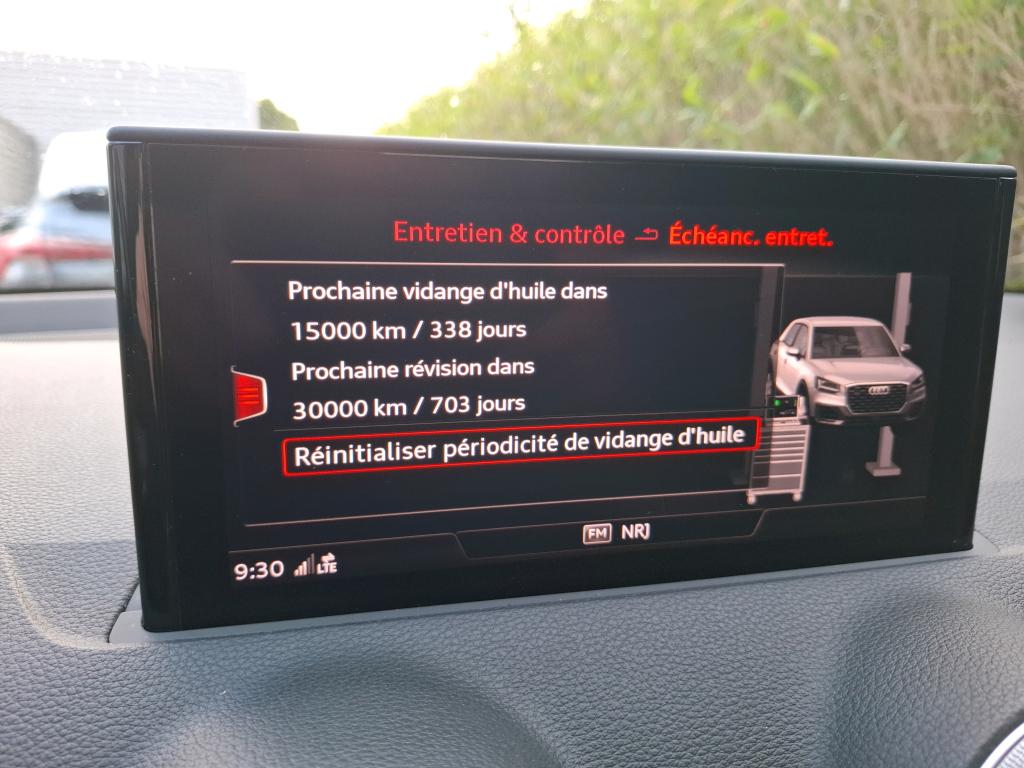 Entretien & contrôle Échéanc. entret.
Prochaine vidange d'huile dans
15000 km / 338 jours
Prochaine révision dans
30000 km / 703 jours
Réinitialiser périodicité de vidange d'huile
FM NRJ
9:30 LTE